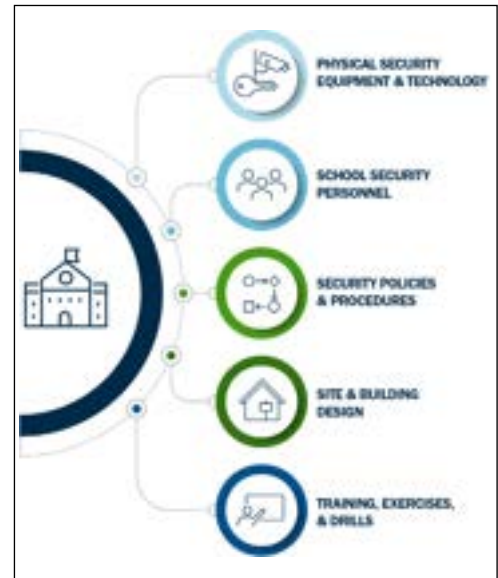 PHYSICAL SECURITY
EQUIPMENT & TECHNOLOGY
SCHOOL SECURITY
PERSONNEL
SECURITY POLICIES
& PROCEDURES
SITE & BUILDING
DESIGN
TRAINING, EXERCISES,
& DRILLS